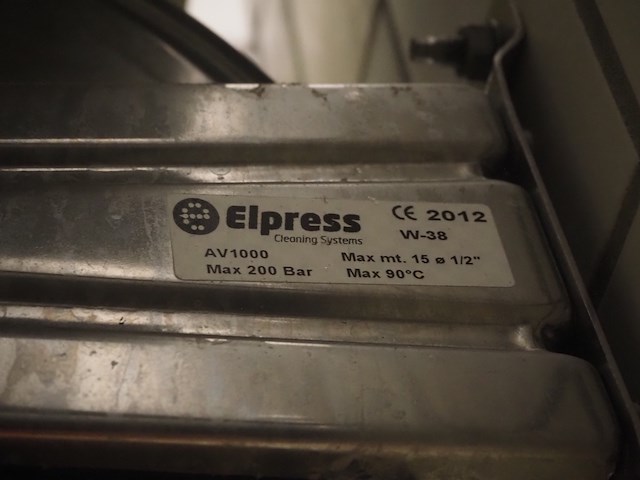 e Elpress CE 2012
Cleaning Systems W-38
AV1000 Max mt. 15 ø 1/2"
Max 200 Bar Max 90°C